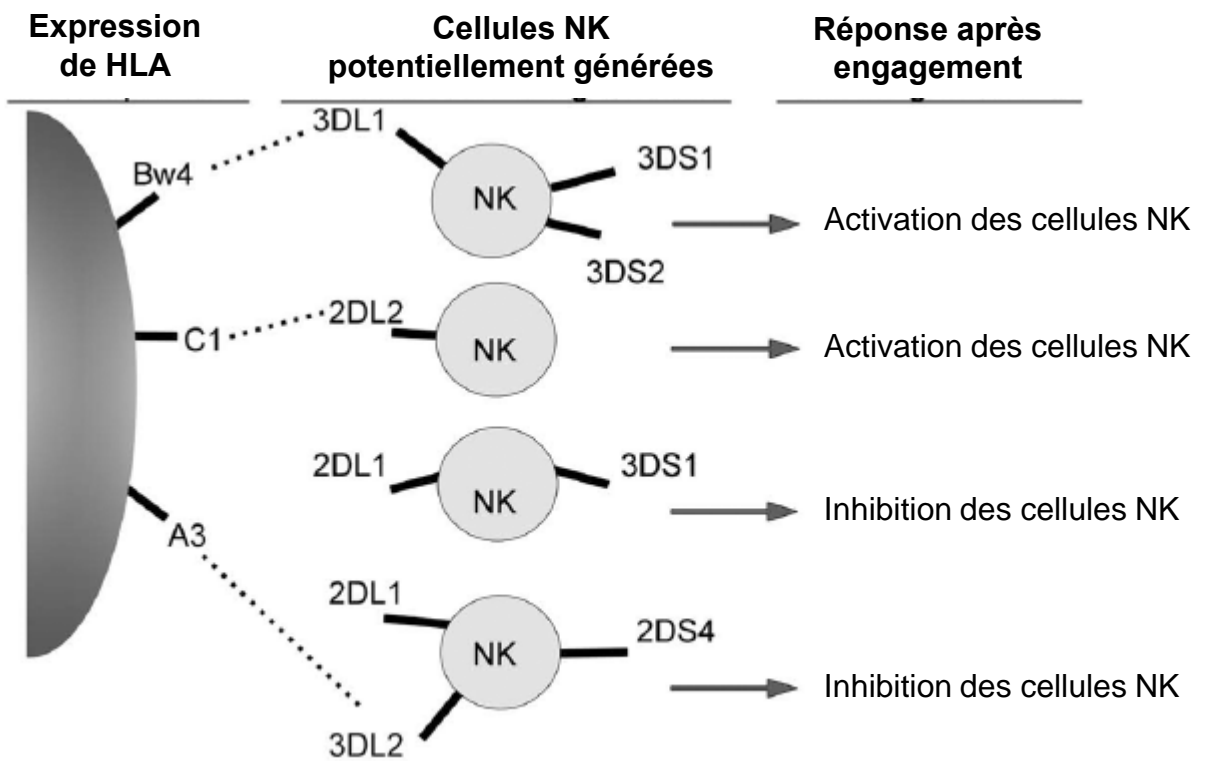 Expression
de HLA
Cellules NK
potentiellement générées
Réponse après
engagement
3DL1
Bw4
NK
3DS1
3DS2
Activation des cellules NK
C1
2DL2
NK
Activation des cellules NK
2DL1
NK
3DS1
Inhibition des cellules NK
A3
2DL1
NK
2DS4
3DL2
Inhibition des cellules NK